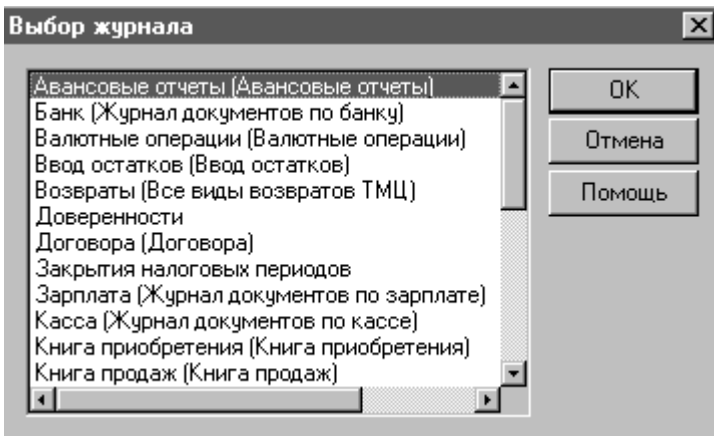 Выбор журнала
Авансовые отчеты (Авансовые отчеты)
Банк (Журнал документов по банку)
Валютные операции (Валютные операции)
Ввод остатков (Ввод остатков)
Возвраты (Все виды возвратов ТМЦ)
Доверенности
Договора (Договора)
Закрытия налоговых периодов
Зарплата (Журнал документов по зарплате)
Касса (Журнал документов по кассе)
Книга приобретения (Книга приобретения)
Книга продаж (Книга продаж)
OK
Отмена
Помощь